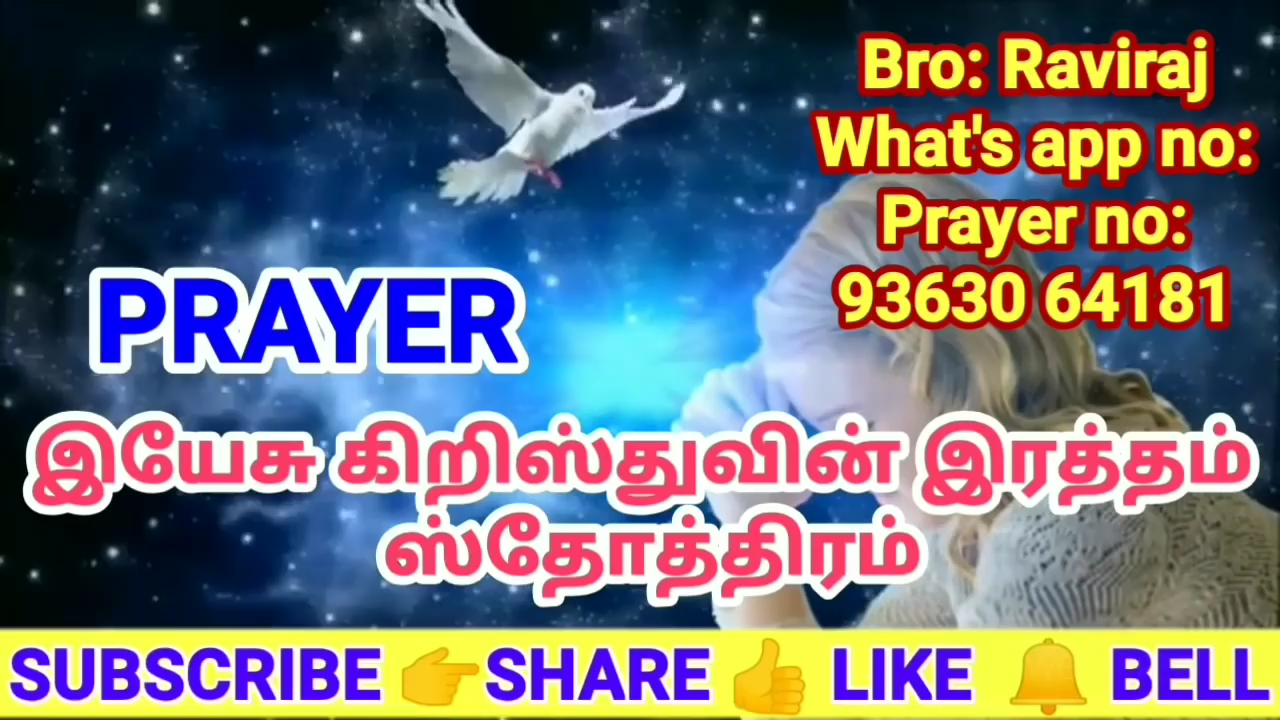 Bro: Raviraj
What's app no:
Prayer no:
93630 64181
PRAYER
இயேசு கிறிஸ்துவின் இரத்தம்
ஸ்தோத்திரம்
SUBSCRIBE 👉 SHARE 👍 LIKE 🔔 BELL